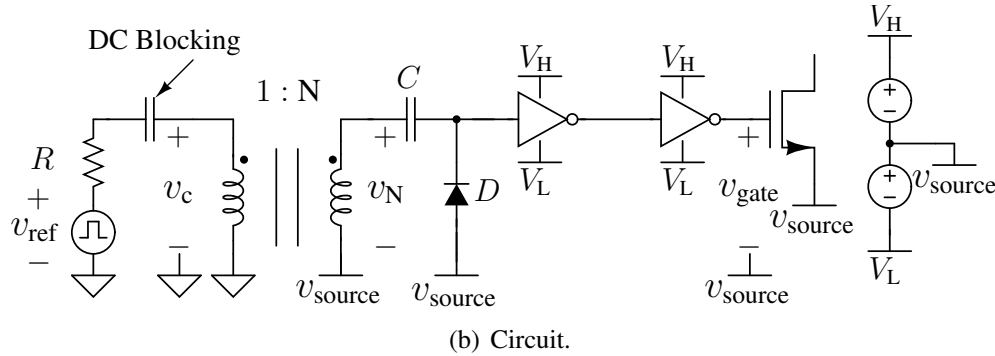 DC Blocking
1 : N
C
V_H
V_H
V_H
R
+
+
+
+
v_ref
v_c
v_N
D
V_L
V_L
v_gate
v_source
v_source
−
−
−
−
v_source
v_source
v_source
V_L
+
−
+
−
(b) Circuit.